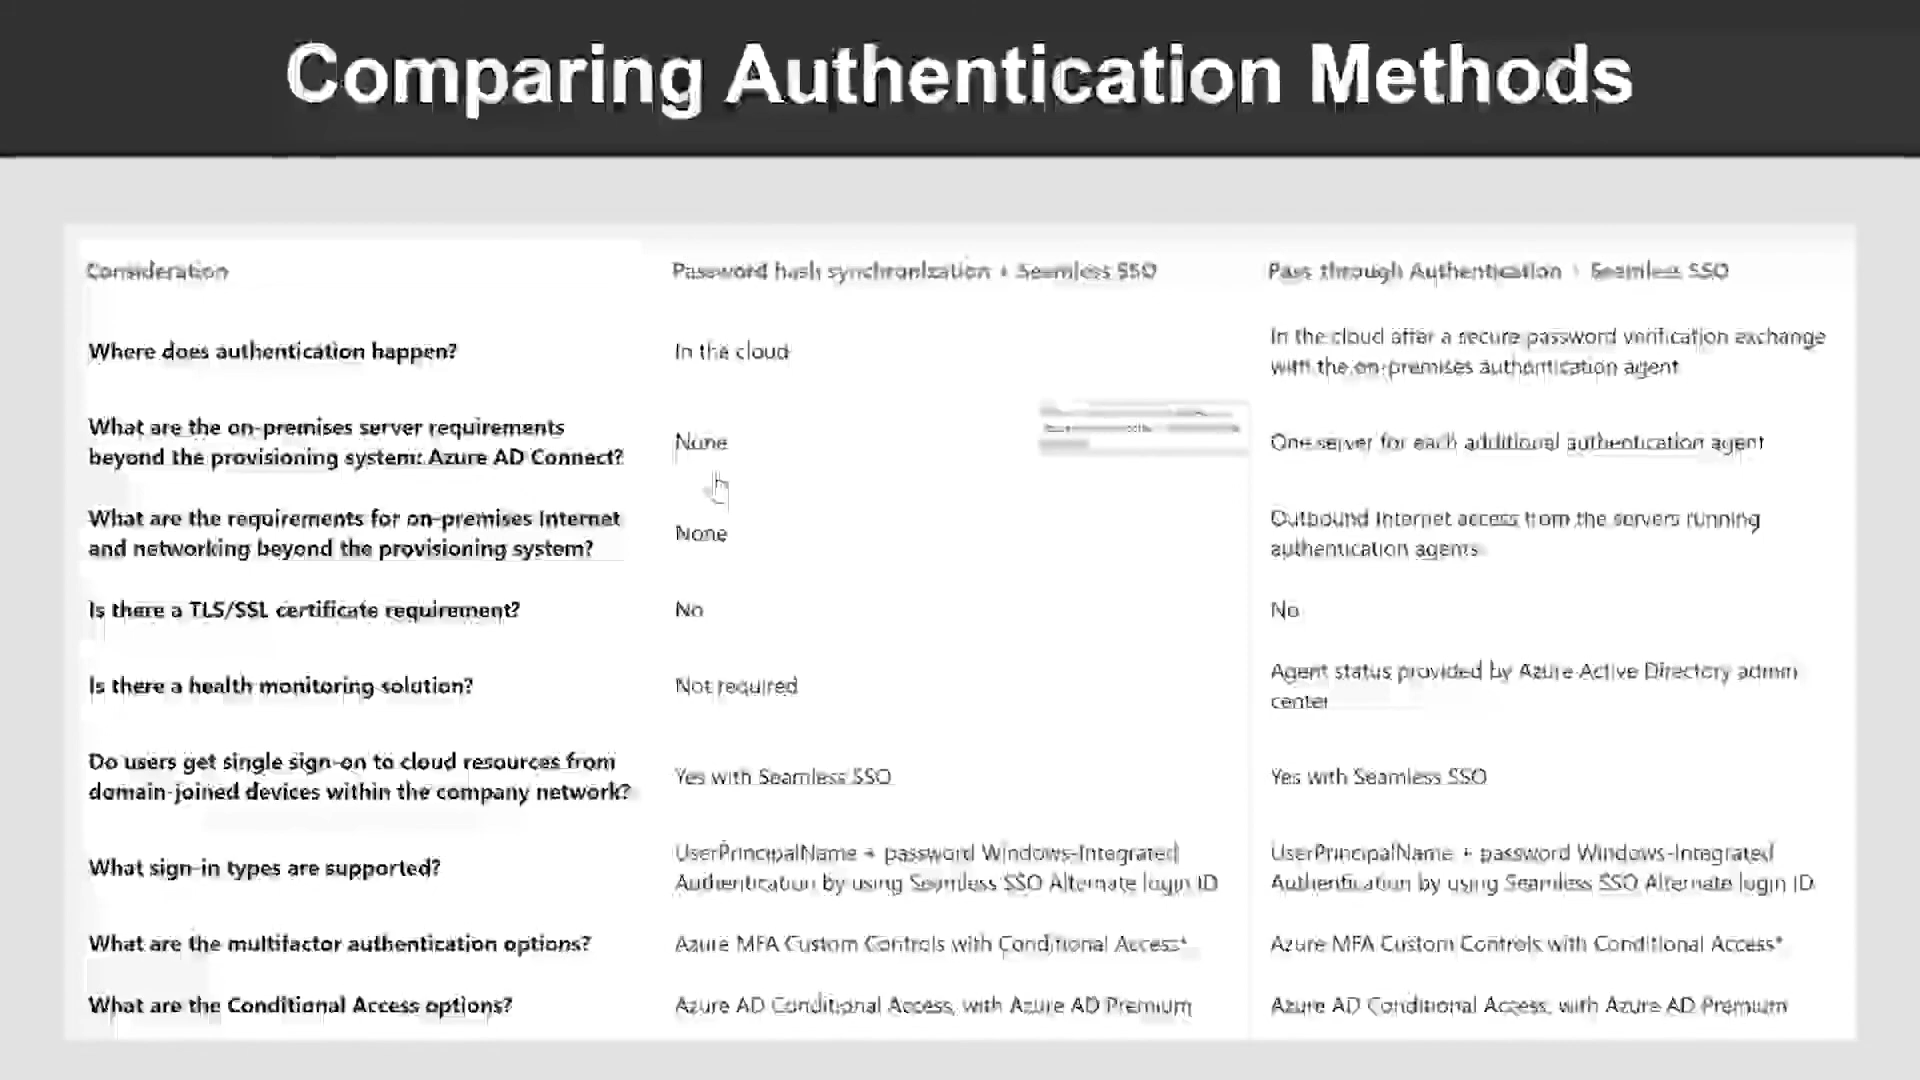 Comparing Authentication Methods
Consideration
Password hash synchronization + Seamless SSO
Pass through Authentication + Seamless SSO
Where does authentication happen?
In the cloud
In the cloud after a secure password verification exchange
with the on-premises authentication agent
What are the on-premises server requirements
beyond the provisioning system: Azure AD Connect?
None
One server for each additional authentication agent
What are the requirements for on-premises Internet
and networking beyond the provisioning system?
None
Outbound Internet access from the servers running
authentication agents
Is there a TLS/SSL certificate requirement?
No
No
Is there a health monitoring solution?
Not required
Agent status provided by Azure Active Directory admin
center
Do users get single sign-on to cloud resources from
domain-joined devices within the company network?
Yes with Seamless SSO
Yes with Seamless SSO
What sign-in types are supported?
UserPrincipalName + password Windows-Integrated
Authentication by using Seamless SSO Alternate login ID
UserPrincipalName + password Windows-Integrated
Authentication by using Seamless SSO Alternate login ID
What are the multifactor authentication options?
Azure MFA Custom Controls with Conditional Access*
Azure MFA Custom Controls with Conditional Access*
What are the Conditional Access options?
Azure AD Conditional Access, with Azure AD Premium
Azure AD Conditional Access, with Azure AD Premium